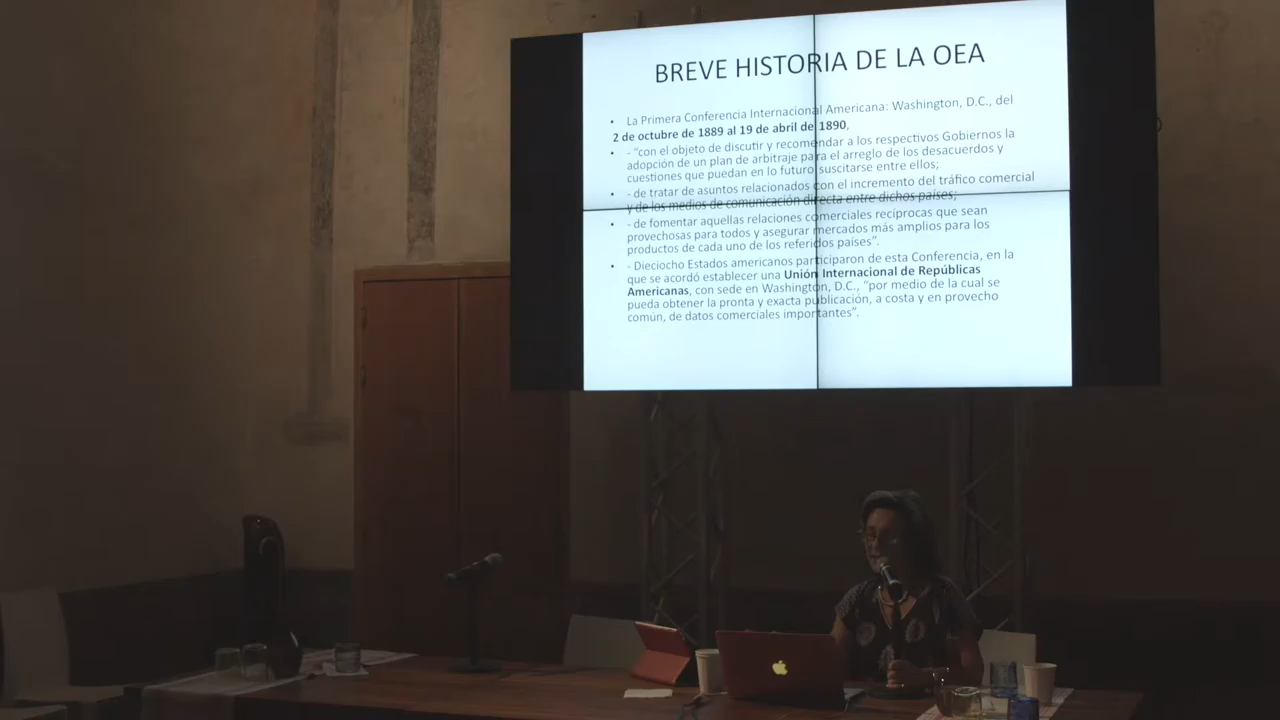 BREVE HISTORIA DE LA OEA
• La Primera Conferencia Internacional Americana: Washington, D.C., del
2 de octubre de 1889 al 19 de abril de 1890,
• - “con el objeto de discutir y recomendar a los respectivos Gobiernos la
adopción de un plan de arbitraje para el arreglo de los desacuerdos y
cuestiones que puedan en lo futuro suscitarse entre ellos;
• - de tratar de asuntos relacionados con el incremento del tráfico comercial
y de los medios de comunicación directa entre dichos países;
• - de fomentar aquellas relaciones comerciales recíprocas que sean
provechosas para todos y asegurar mercados más amplios para los
productos de cada uno de los referidos países”.
• - Dieciocho Estados americanos participaron de esta Conferencia, en la
que se acordó establecer una Unión Internacional de Repúblicas
Americanas, con sede en Washington, D.C., “por medio de la cual se
pueda obtener la pronta y exacta publicación, a costa y en provecho
común, de datos comerciales importantes”.